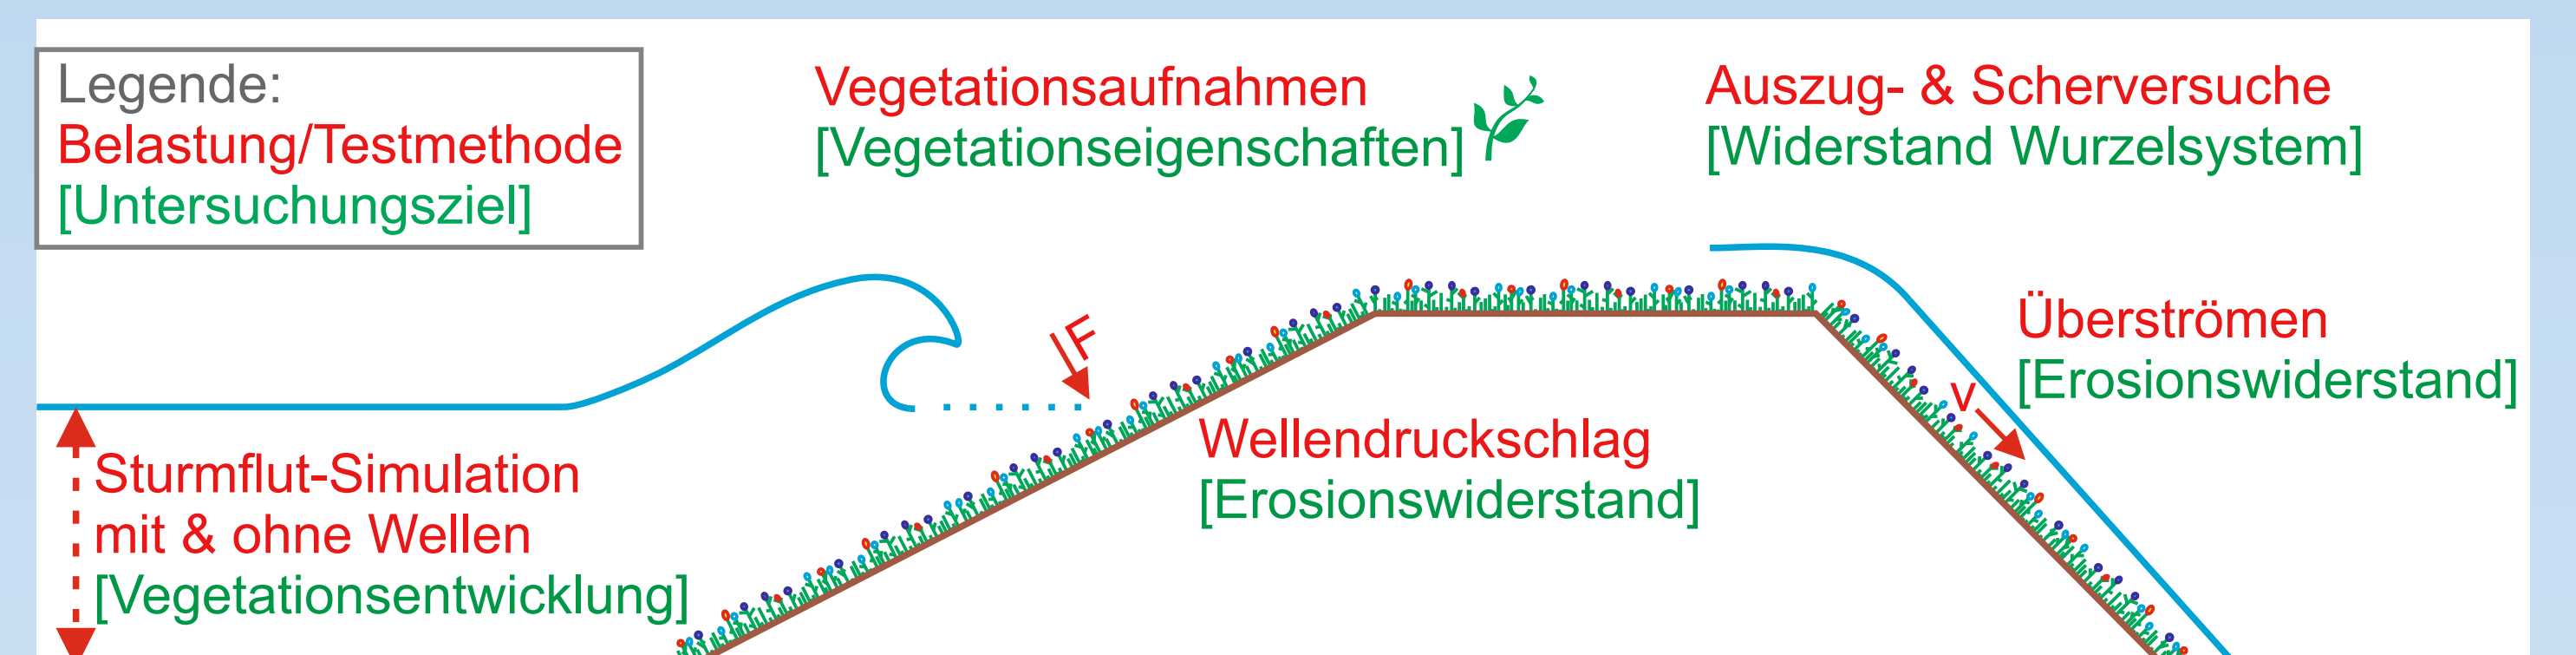 Legende:
Belastung/Testmethode
[Untersuchungsziel]
Vegetationsaufnahmen
[Vegetationseigenschaften]
Auszug- & Scherversuche
[Widerstand Wurzelsystem]
F
Überströmen
[Erosionswiderstand]
v
Wellendruckschlag
[Erosionswiderstand]
Sturmflut-Simulation
mit & ohne Wellen
[Vegetationsentwicklung]